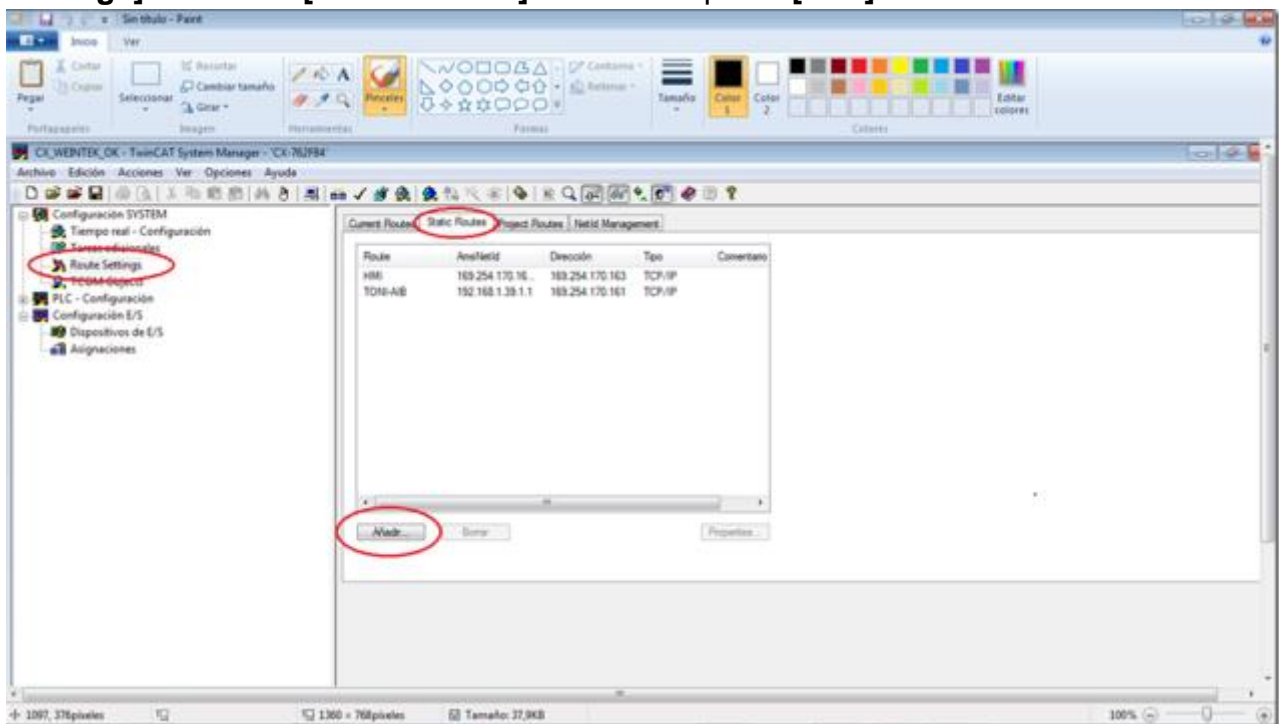 Sin título - Paint
Inicio Ver
Pegar
Cortar
Copiar
Portapapeles
Seleccionar
Recortar
Cambiar tamaño
Girar
Imagen
Herramientas
Pinceles
Contorno
Rellenar
Formas
Tamaño
Color 1
Color 2
Editar colores
Colores
CX_WEINTEK_OK - TwinCAT System Manager - 'CX-762FB4'
Archivo Edición Acciones Ver Opciones Ayuda
Configuración SYSTEM
Tiempo real - Configuración
Tareas adicionales
Route Settings
TCOM Objects
PLC - Configuración
Configuración E/S
Dispositivos de E/S
Asignaciones
Current Routes Static Routes Project Routes NetId Management
Route AmsNetId Dirección Tipo Comentario
HMI 169.254.170.16... 169.254.170.163 TCP/IP
TONI-AIB 192.168.1.39.1.1 169.254.170.161 TCP/IP
Añadir... Borrar Properties...
1097, 376píxeles 1360 × 768píxeles Tamaño: 37,9KB 100%